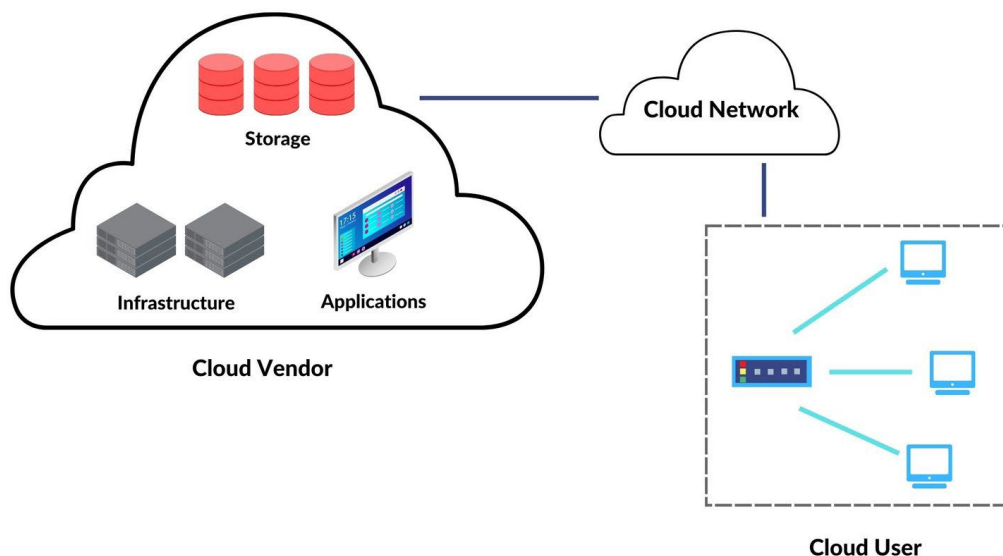 Storage
Cloud Network
17:15
Infrastructure
Applications
Cloud Vendor
Cloud User